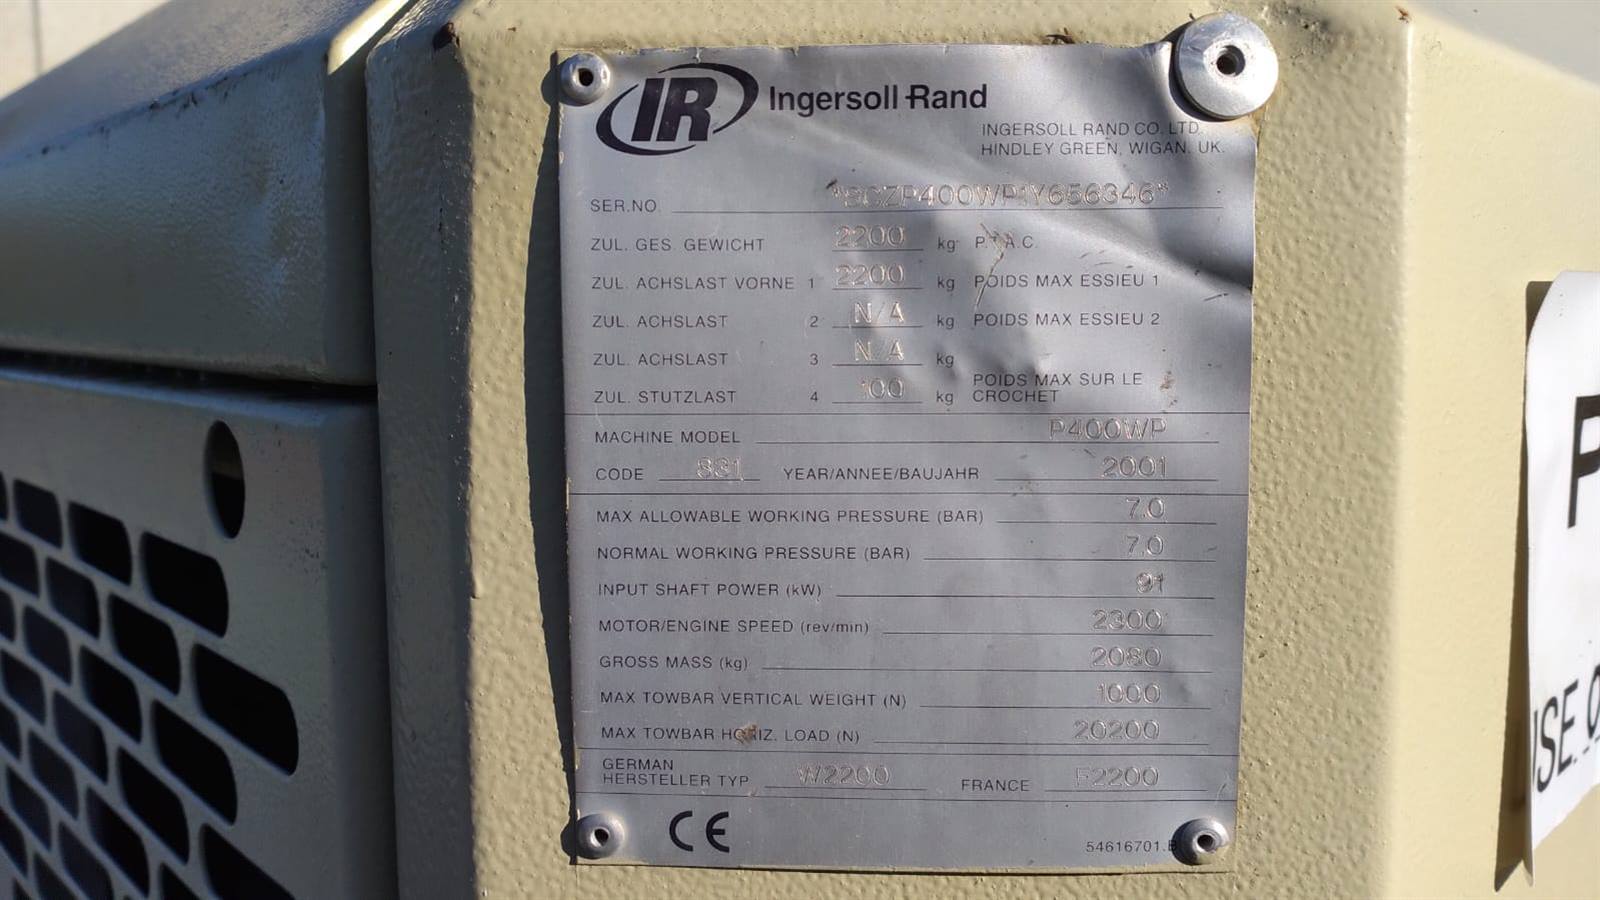 IR Ingersoll-Rand
INGERSOLL RAND CO. LTD.
HINDLEY GREEN, WIGAN, UK.
SER.NO. *SCZP400WP1Y656346*
ZUL. GES. GEWICHT 2200 kg P.T.A.C.
ZUL. ACHSLAST VORNE 1 2200 kg POIDS MAX ESSIEU 1
ZUL. ACHSLAST 2 N/A kg POIDS MAX ESSIEU 2
ZUL. ACHSLAST 3 N/A kg
ZUL. STUTZLAST 4 100 kg POIDS MAX SUR LE
CROCHET
MACHINE MODEL P400WP
CODE 831 YEAR/ANNEE/BAUJAHR 2001
MAX ALLOWABLE WORKING PRESSURE (BAR) 7.0
NORMAL WORKING PRESSURE (BAR) 7.0
INPUT SHAFT POWER (kW) 91
MOTOR/ENGINE SPEED (rev/min) 2300
GROSS MASS (kg) 2080
MAX TOWBAR VERTICAL WEIGHT (N) 1000
MAX TOWBAR HORIZ. LOAD (N) 20200
GERMAN
HERSTELLER TYP W2200 FRANCE F2200
CE
54616701.B